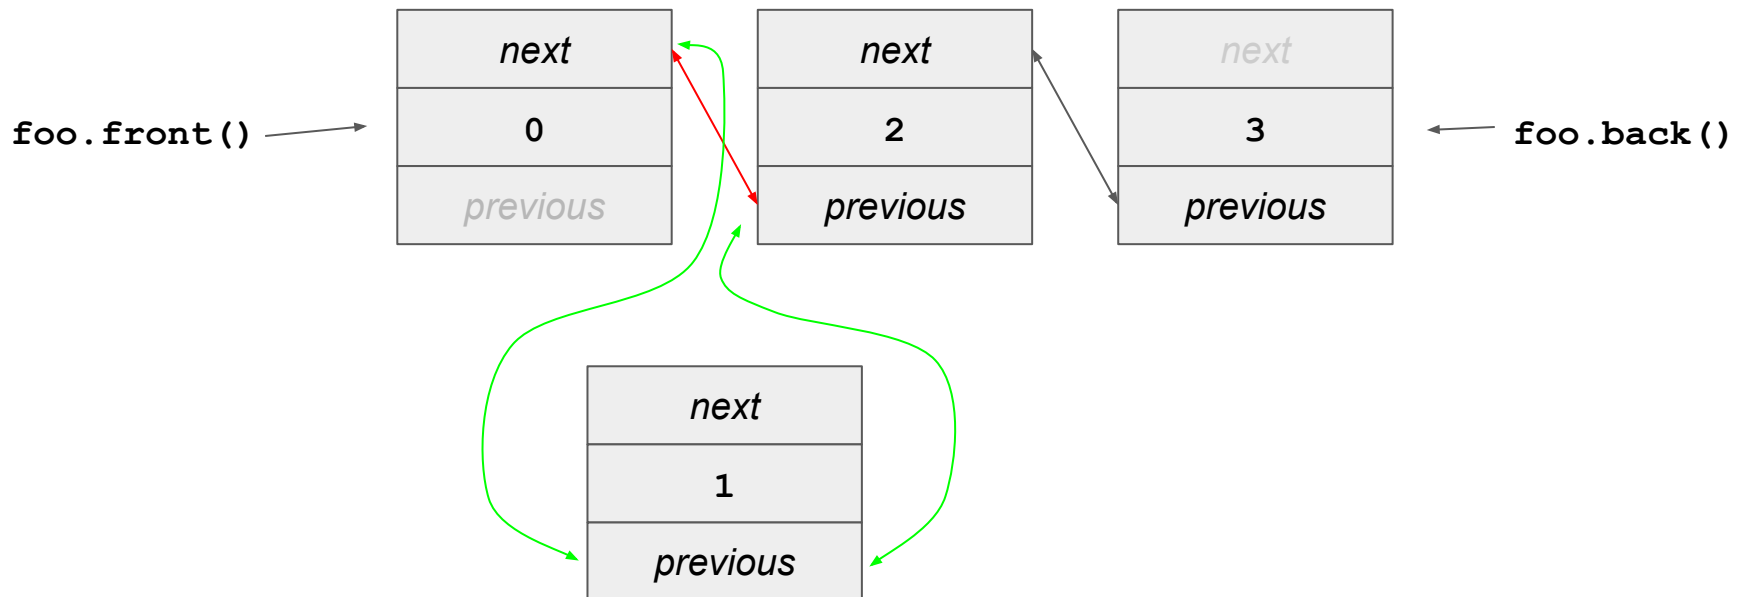 next
next
next
foo.front()
0
2
3
foo.back()
previous
previous
previous
next
1
previous